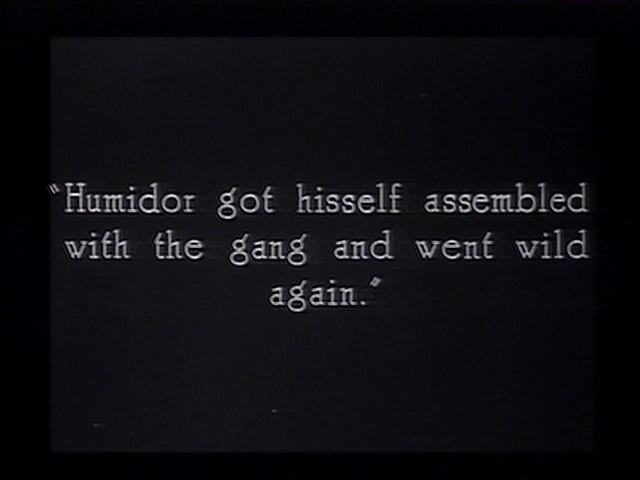 "Humidor got hisself assembled
with the gang and went wild
again."